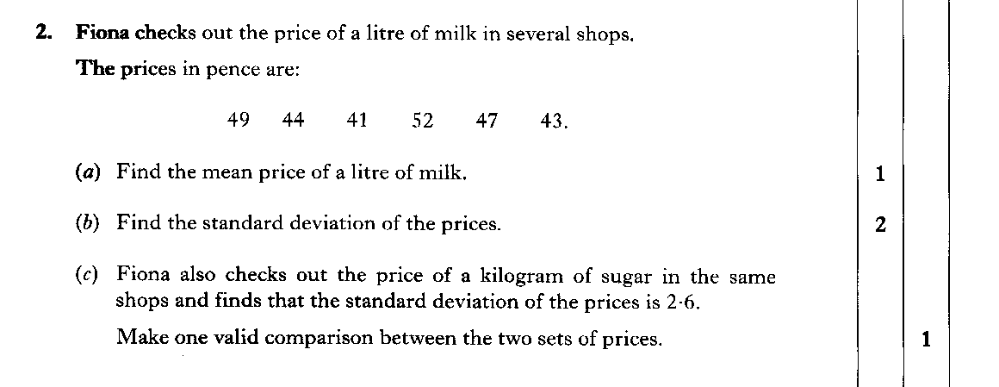 2. Fiona checks out the price of a litre of milk in several shops.
The prices in pence are:
49 44 41 52 47 43.
(a) Find the mean price of a litre of milk. 1
(b) Find the standard deviation of the prices. 2
(c) Fiona also checks out the price of a kilogram of sugar in the same
shops and finds that the standard deviation of the prices is 2·6.
Make one valid comparison between the two sets of prices. 1